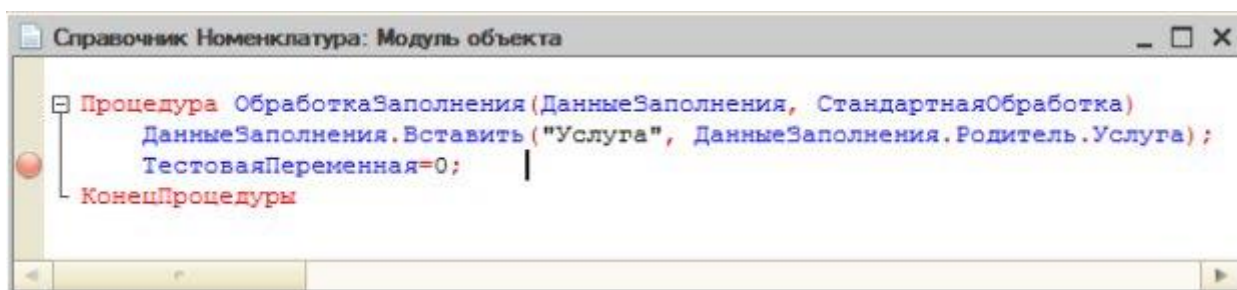 Справочник Номенклатура: Модуль объекта
Процедура ОбработкаЗаполнения(ДанныеЗаполнения, СтандартнаяОбработка)
ДанныеЗаполнения.Вставить("Услуга", ДанныеЗаполнения.Родитель.Услуга);
ТестоваяПеременная=0;
КонецПроцедуры